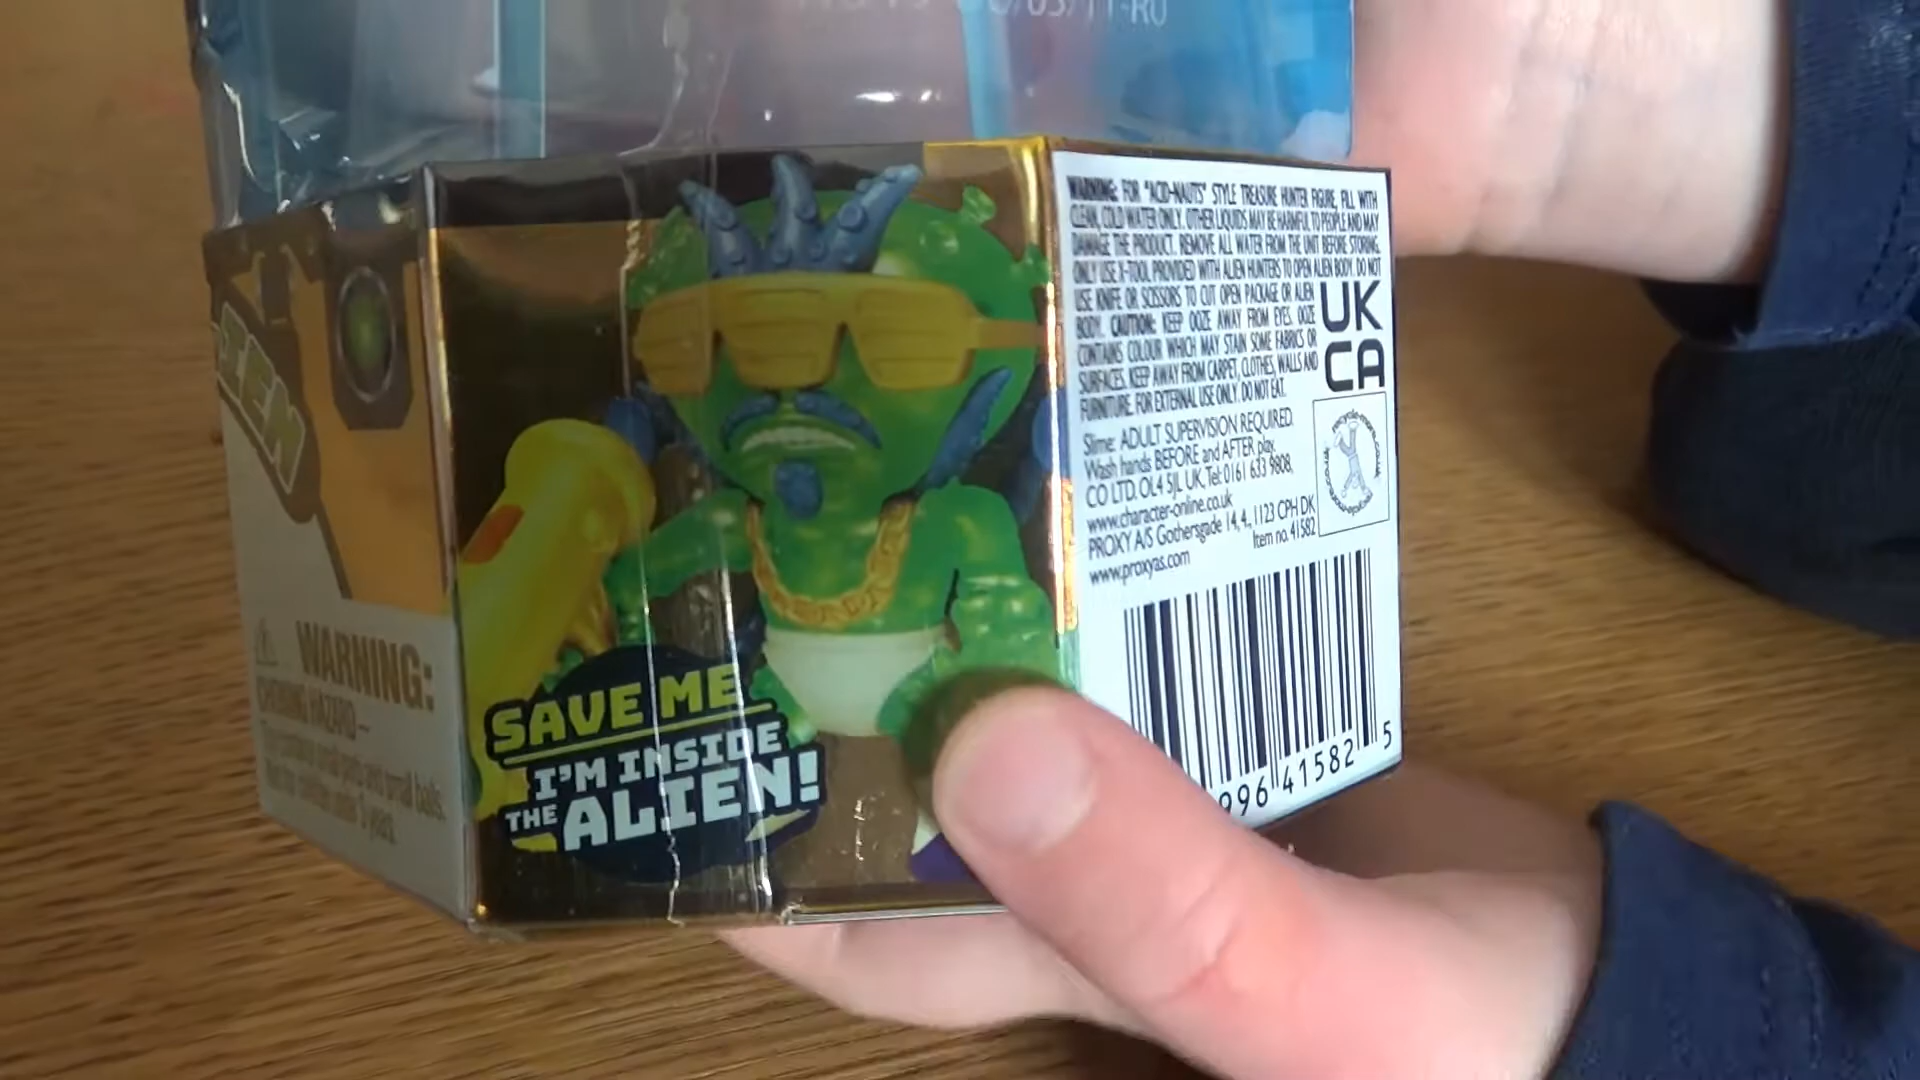 03/11-RU
IEN
WARNING:
CHOKING HAZARD—
SAVE ME
I'M INSIDE
THE ALIEN!
WARNING: FOR "ACID-NAUTS" STYLE TREASURE HUNTER FIGURE, FILL WITH
CLEAN, COLD WATER ONLY. OTHER LIQUIDS MAY BE HARMFUL TO PEOPLE AND MAY
DAMAGE THE PRODUCT. REMOVE ALL WATER FROM THE UNIT BEFORE STORING.
ONLY USE X-TOOL PROVIDED WITH ALIEN HUNTERS TO OPEN ALIEN BODY. DO NOT
USE KNIFE OR SCISSORS TO CUT OPEN PACKAGE OR ALIEN
BODY. CAUTION: KEEP OOZE AWAY FROM EYES. OOZE
CONTAINS COLOUR WHICH MAY STAIN SOME FABRICS OR
SURFACES. KEEP AWAY FROM CARPET, CLOTHES, WALLS AND
FURNITURE. FOR EXTERNAL USE ONLY. DO NOT EAT.
UK
CA
Slime: ADULT SUPERVISION REQUIRED.
Wash hands BEFORE and AFTER play.
CO LTD. OL4 5JL UK, Tel: 0161 633 9808.
www.character-online.co.uk
PROXY A/S Gothersgade 14, 4., 1123 CPH DK
www.proxyas.com
Item no. 41582
996 41582 5